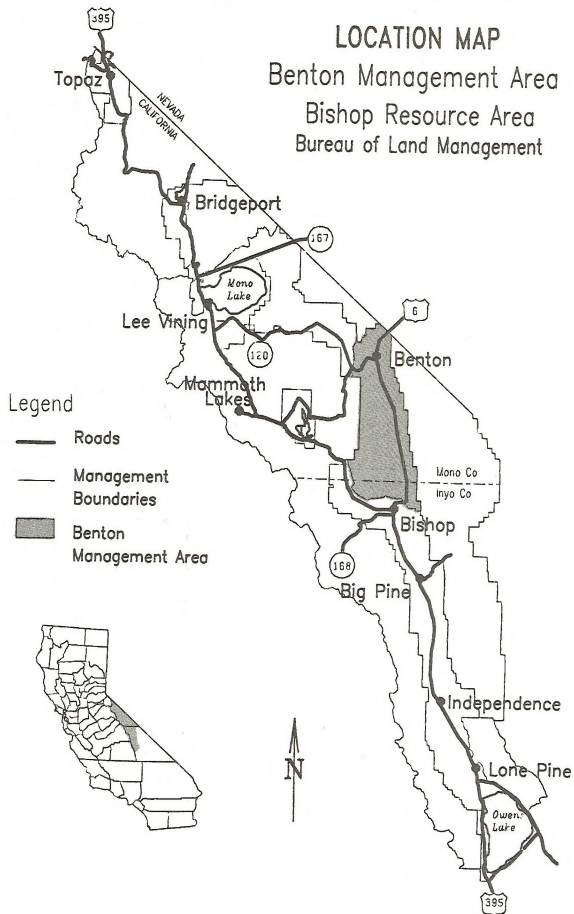 395
LOCATION MAP
Benton Management Area
Bishop Resource Area
Bureau of Land Management
Topaz
NEVADA
CALIFORNIA
Bridgeport
167
Mono
Lake
Lee Vining
6
120
Benton
Mammoth
Lakes
Legend
Roads
Management
Boundaries
Benton
Management Area
Mono Co
Inyo Co
Bishop
168
Big Pine
Independence
N
Lone Pine
Owens
Lake
395